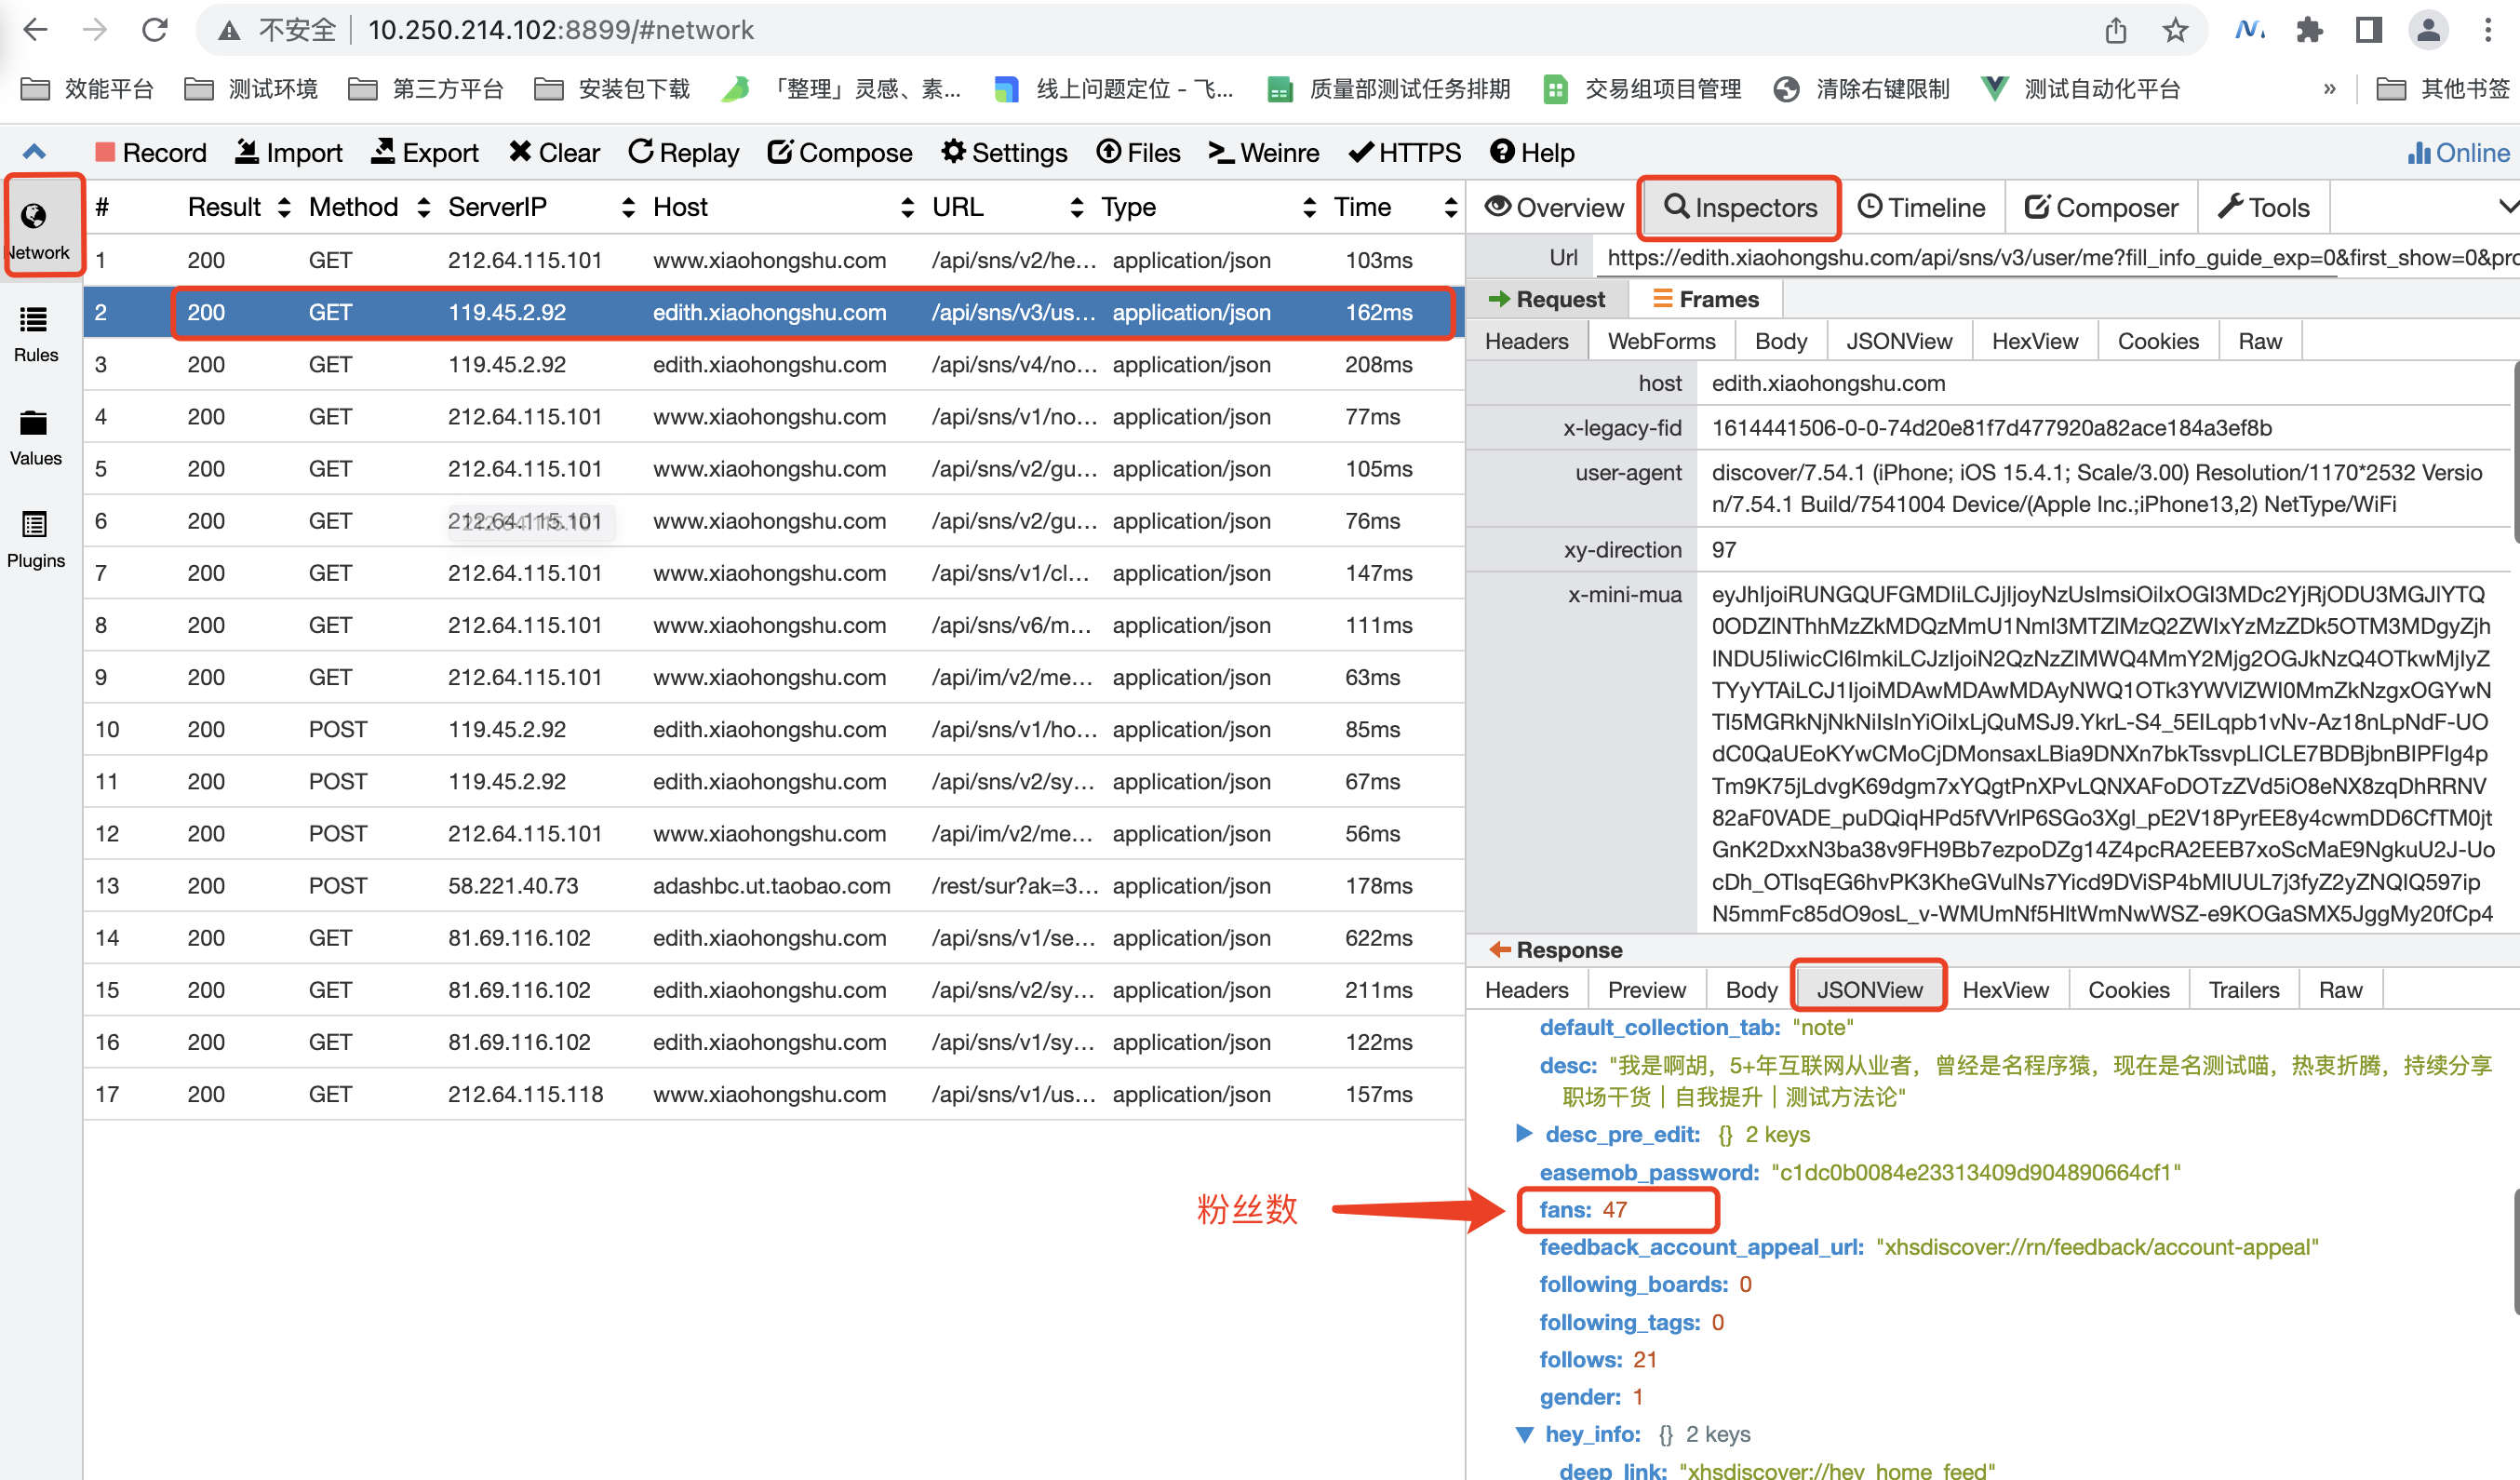 不安全 10.250.214.102:8899/#network
效能平台 测试环境 第三方平台 安装包下载 「整理」灵感、素... 线上问题定位 - 飞... 质量部测试任务排期 交易组项目管理 清除右键限制 测试自动化平台 » 其他书签
Record Import Export Clear Replay Compose Settings Files Weinre HTTPS Help Online
Network
Rules
Values
Plugins
# Result Method ServerIP Host URL Type Time
1 200 GET 212.64.115.101 www.xiaohongshu.com /api/sns/v2/he... application/json 103ms
2 200 GET 119.45.2.92 edith.xiaohongshu.com /api/sns/v3/us... application/json 162ms
3 200 GET 119.45.2.92 edith.xiaohongshu.com /api/sns/v4/no... application/json 208ms
4 200 GET 212.64.115.101 www.xiaohongshu.com /api/sns/v1/no... application/json 77ms
5 200 GET 212.64.115.101 www.xiaohongshu.com /api/sns/v2/gu... application/json 105ms
6 200 GET 212.64.115.101 www.xiaohongshu.com /api/sns/v2/gu... application/json 76ms
7 200 GET 212.64.115.101 www.xiaohongshu.com /api/sns/v1/cl... application/json 147ms
8 200 GET 212.64.115.101 www.xiaohongshu.com /api/sns/v6/m... application/json 111ms
9 200 GET 212.64.115.101 www.xiaohongshu.com /api/im/v2/me... application/json 63ms
10 200 POST 119.45.2.92 edith.xiaohongshu.com /api/sns/v1/ho... application/json 85ms
11 200 POST 119.45.2.92 edith.xiaohongshu.com /api/sns/v2/sy... application/json 67ms
12 200 POST 212.64.115.101 www.xiaohongshu.com /api/im/v2/me... application/json 56ms
13 200 POST 58.221.40.73 adashbc.ut.taobao.com /rest/sur?ak=3... application/json 178ms
14 200 GET 81.69.116.102 edith.xiaohongshu.com /api/sns/v1/se... application/json 622ms
15 200 GET 81.69.116.102 edith.xiaohongshu.com /api/sns/v2/sy... application/json 211ms
16 200 GET 81.69.116.102 edith.xiaohongshu.com /api/sns/v1/sy... application/json 122ms
17 200 GET 212.64.115.118 www.xiaohongshu.com /api/sns/v1/us... application/json 157ms
粉丝数
Overview Inspectors Timeline Composer Tools
Url https://edith.xiaohongshu.com/api/sns/v3/user/me?fill_info_guide_exp=0&first_show=0&pro
Request Frames
Headers WebForms Body JSONView HexView Cookies Raw
host edith.xiaohongshu.com
x-legacy-fid 1614441506-0-0-74d20e81f7d477920a82ace184a3ef8b
user-agent discover/7.54.1 (iPhone; iOS 15.4.1; Scale/3.00) Resolution/1170*2532 Versio
n/7.54.1 Build/7541004 Device/(Apple Inc.;iPhone13,2) NetType/WiFi
xy-direction 97
x-mini-mua
Response
Headers Preview Body JSONView HexView Cookies Trailers Raw
default_collection_tab: "note"
desc: "我是啊胡，5+年互联网从业者，曾经是名程序猿，现在是名测试喵，热衷折腾，持续分享
职场干货｜自我提升｜测试方法论"
desc_pre_edit: {} 2 keys
easemob_password: "c1dc0b0084e23313409d904890664cf1"
fans: 47
feedback_account_appeal_url: "xhsdiscover://rn/feedback/account-appeal"
following_boards: 0
following_tags: 0
follows: 21
gender: 1
hey_info: {} 2 keys
deep_link: "xhsdiscover://hey_home_feed"